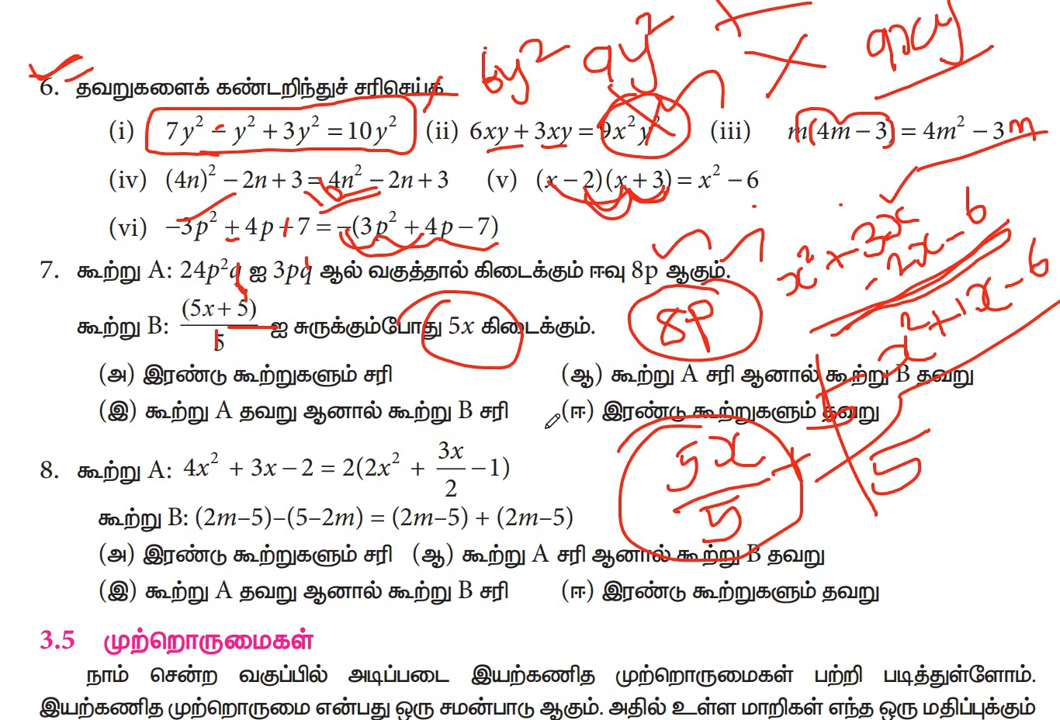 by² 9y² 9xy
6. தவறுகளைக் கண்டறிந்துச் சரிசெய்க
(i) 7y² – y² + 3y² = 10y² (ii) 6xy + 3xy = 9x²y² (iii) m(4m – 3) = 4m² – 3 m
(iv) (4n)² – 2n + 3 = 4n² – 2n + 3 (v) (x – 2)(x + 3) = x² – 6
16
(vi) –3p² + 4p + 7 = –(3p² + 4p – 7)
x² + 3x – 2x – 6
7. கூற்று A: 24p²q ஐ 3pq ஆல் வகுத்தால் கிடைக்கும் ஈவு 8p ஆகும்.
x² + 1x – 6
கூற்று B: (5x + 5)/5 ஐ சுருக்கும்போது 5x கிடைக்கும்.
8p
(அ) இரண்டு கூற்றுகளும் சரி (ஆ) கூற்று A சரி ஆனால் கூற்று B தவறு
(இ) கூற்று A தவறு ஆனால் கூற்று B சரி (ஈ) இரண்டு கூற்றுகளும் தவறு
5x/5 + 5
8. கூற்று A: 4x² + 3x – 2 = 2(2x² + 3x/2 – 1)
கூற்று B: (2m–5)–(5–2m) = (2m–5) + (2m–5)
(அ) இரண்டு கூற்றுகளும் சரி (ஆ) கூற்று A சரி ஆனால் கூற்று B தவறு
(இ) கூற்று A தவறு ஆனால் கூற்று B சரி (ஈ) இரண்டு கூற்றுகளும் தவறு
3.5 முற்றொருமைகள்
நாம் சென்ற வகுப்பில் அடிப்படை இயற்கணித முற்றொருமைகள் பற்றி படித்துள்ளோம்.
இயற்கணித முற்றொருமை என்பது ஒரு சமன்பாடு ஆகும். அதில் உள்ள மாறிகள் எந்த ஒரு மதிப்புக்கும்